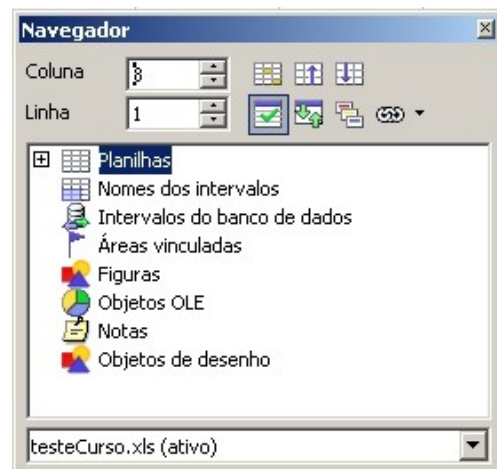 Navegador
Coluna
Linha 1
Planilhas
Nomes dos intervalos
Intervalos do banco de dados
Áreas vinculadas
Figuras
Objetos OLE
Notas
Objetos de desenho
testeCurso.xls (ativo)